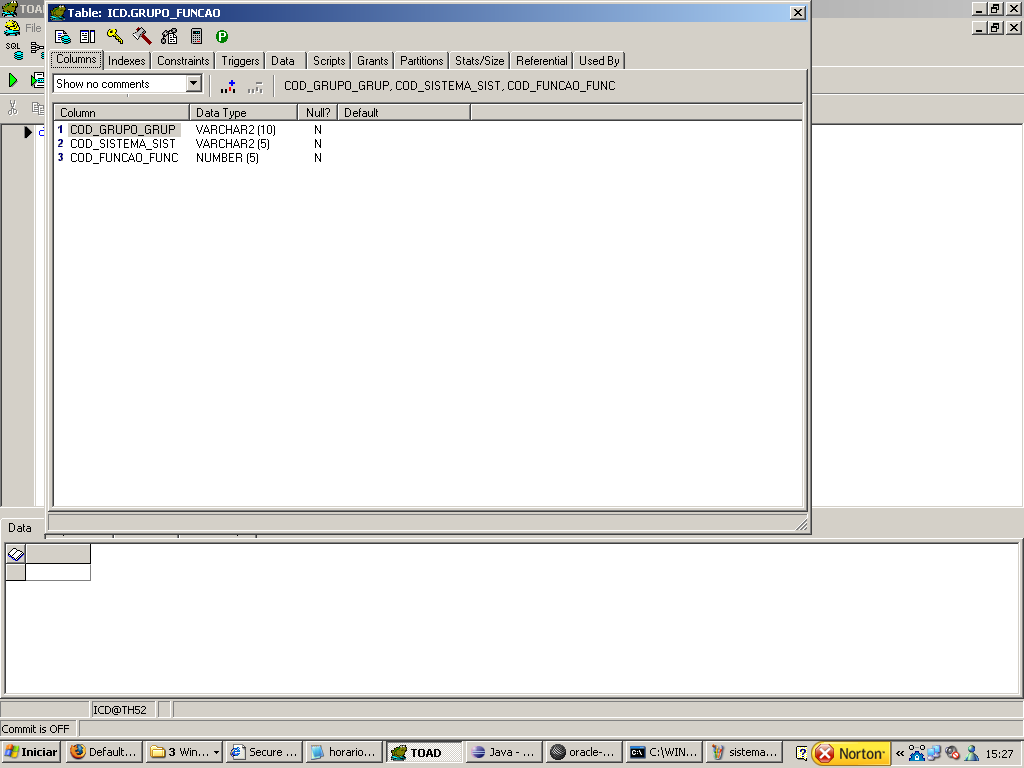 TOAD
Table: ICD.GRUPO_FUNCAO
File
SQL
P
Columns Indexes Constraints Triggers Data Scripts Grants Partitions Stats/Size Referential Used By
Show no comments COD_GRUPO_GRUP, COD_SISTEMA_SIST, COD_FUNCAO_FUNC
Column Data Type Null? Default
1 COD_GRUPO_GRUP VARCHAR2 (10) N
2 COD_SISTEMA_SIST VARCHAR2 (5) N
3 COD_FUNCAO_FUNC NUMBER (5) N
Data
ICD@TH52
Commit is OFF
Iniciar Default... 3 Win... Secure ... horario... TOAD Java - ... oracle-... C:\WIN... sistema... Norton· « 15:27